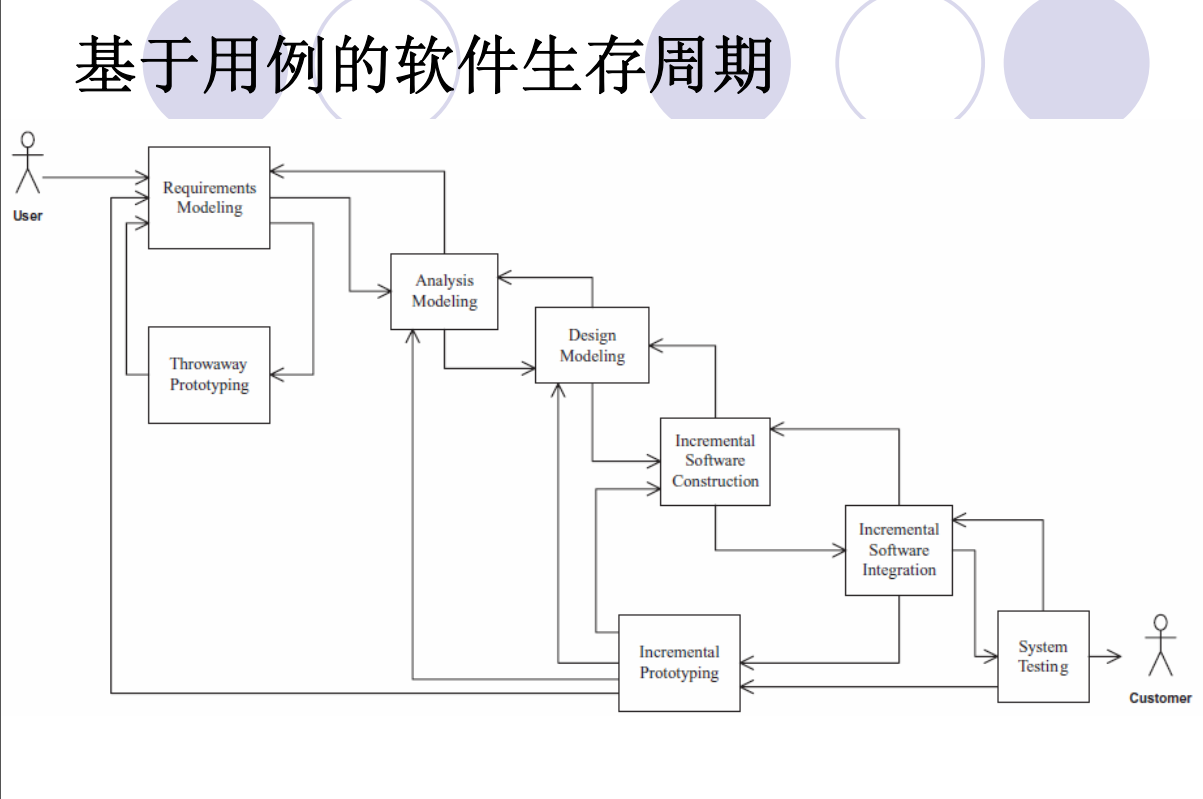 基于用例的软件生存周期
User
Requirements
Modeling
Analysis
Modeling
Design
Modeling
Throwaway
Prototyping
Incremental
Software
Construction
Incremental
Software
Integration
Incremental
Prototyping
System
Testing
Customer